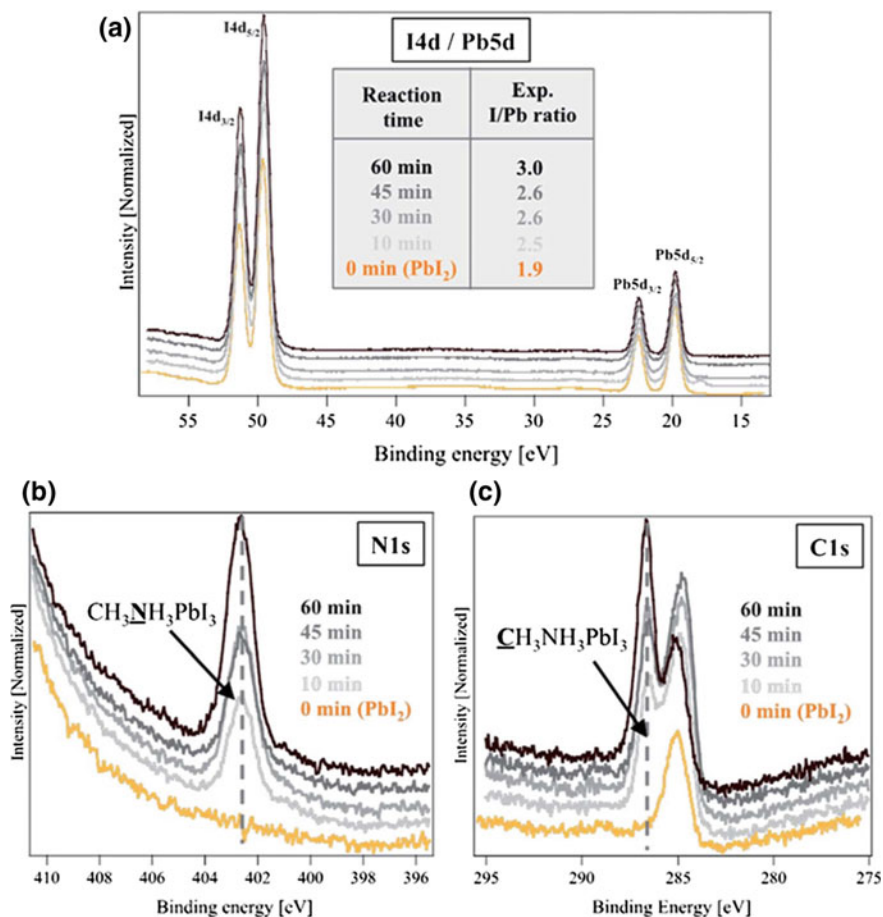 (a)
I4d5/2
I4d / Pb5d
I4d3/2
Reaction time
Exp. I/Pb ratio
60 min 3.0
45 min 2.6
30 min 2.6
10 min 2.5
0 min (PbI2) 1.9
Pb5d3/2
Pb5d5/2
Intensity [Normalized]
55 50 45 40 35 30 25 20 15
Binding energy [eV]
(b)
N1s
CH3NH3PbI3
60 min
45 min
30 min
10 min
0 min (PbI2)
Intensity [Normalized]
410 408 406 404 402 400 398 396
Binding energy [eV]
(c)
C1s
CH3NH3PbI3
60 min
45 min
30 min
10 min
0 min (PbI2)
Intensity [Normalized]
295 290 285 280 275
Binding Energy [eV]